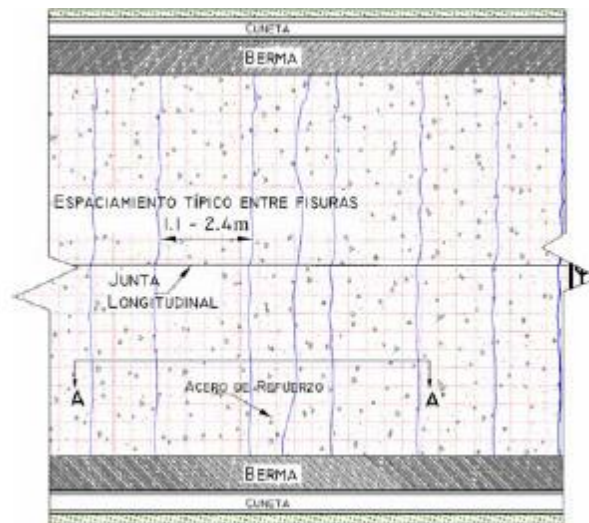 CUNETA
BERMA
ESPACIAMIENTO TÍPICO ENTRE FISURAS
1.1 - 2.4m
JUNTA
LONGITUDINAL
A
A
ACERO DE REFUERZO
BERMA
CUNETA